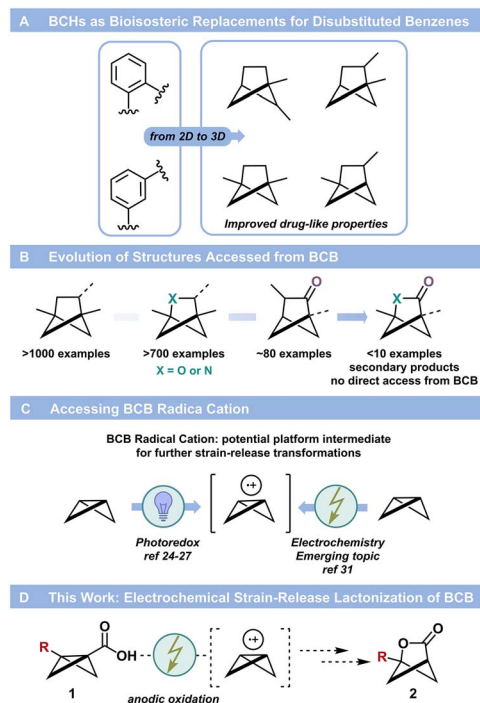 A BCHs as Bioisosteric Replacements for Disubstituted Benzenes
from 2D to 3D
Improved drug-like properties
B Evolution of Structures Accessed from BCB
X
X
O
O
>1000 examples
>700 examples
X = O or N
~80 examples
<10 examples
secondary products
no direct access from BCB
C Accessing BCB Radica Cation
BCB Radical Cation: potential platform intermediate
for further strain-release transformations
•+
Photoredox
ref 24-27
Electrochemistry
Emerging topic
ref 31
D This Work: Electrochemical Strain-Release Lactonization of BCB
R
O
OH
1
anodic oxidation
•+
R
O
O
2